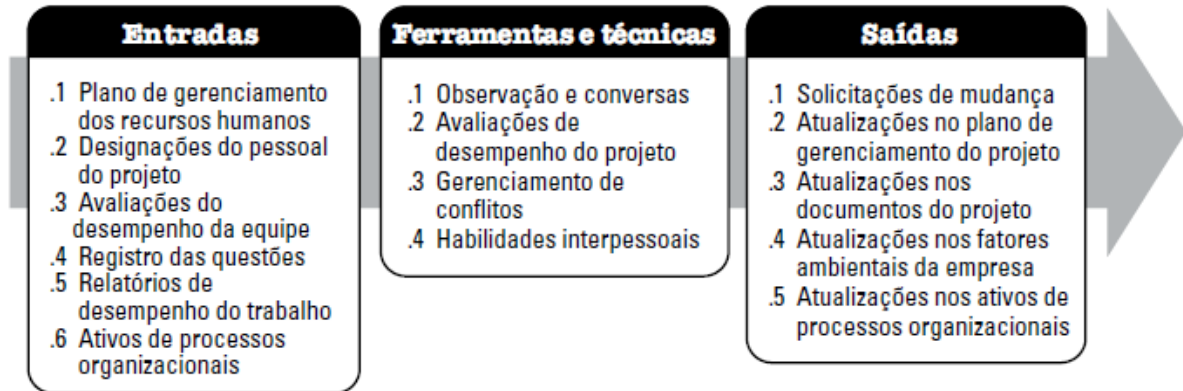 Entradas
.1 Plano de gerenciamento
dos recursos humanos
.2 Designações do pessoal
do projeto
.3 Avaliações do
desempenho da equipe
.4 Registro das questões
.5 Relatórios de
desempenho do trabalho
.6 Ativos de processos
organizacionais
Ferramentas e técnicas
.1 Observação e conversas
.2 Avaliações de
desempenho do projeto
.3 Gerenciamento de
conflitos
.4 Habilidades interpessoais
Saídas
.1 Solicitações de mudança
.2 Atualizações no plano de
gerenciamento do projeto
.3 Atualizações nos
documentos do projeto
.4 Atualizações nos fatores
ambientais da empresa
.5 Atualizações nos ativos de
processos organizacionais